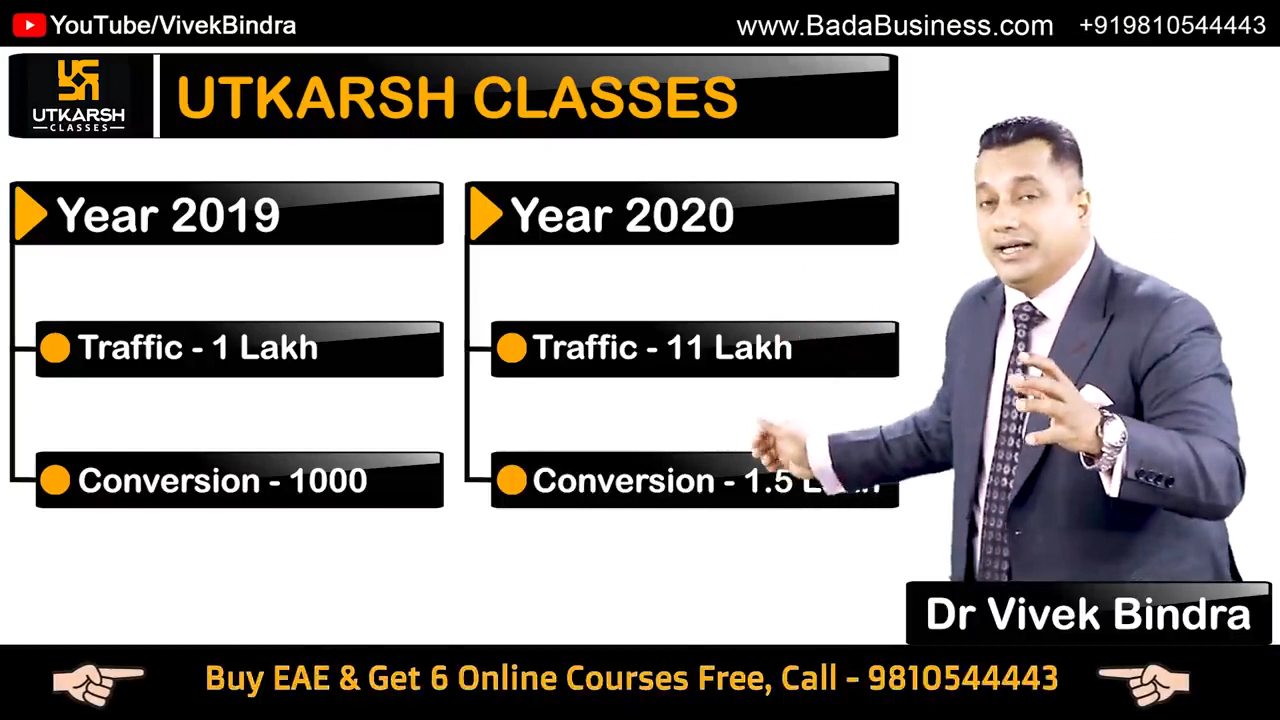 YouTube/VivekBindra
www.BadaBusiness.com +919810544443
UTKARSH
CLASSES
UTKARSH CLASSES
Year 2019
Traffic - 1 Lakh
Conversion - 1000
Year 2020
Traffic - 11 Lakh
Conversion - 1.5
Dr Vivek Bindra
Buy EAE & Get 6 Online Courses Free, Call - 9810544443